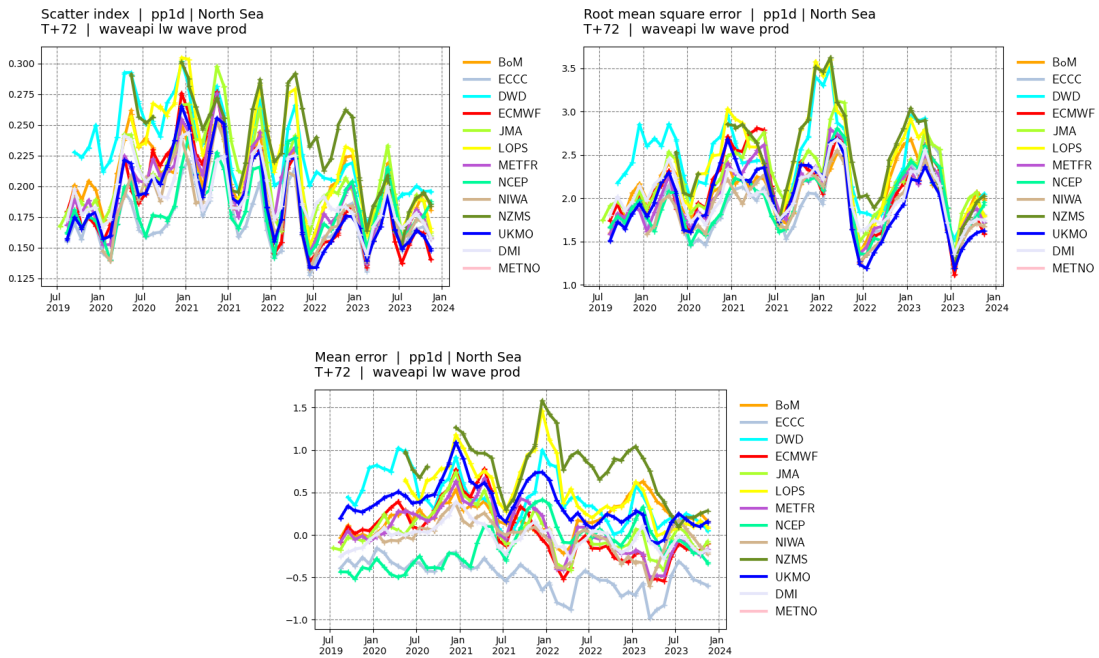 Scatter index | pp1d | North Sea
T+72 | waveapi lw wave prod
0.300
0.275
0.250
0.225
0.200
0.175
0.150
0.125
Jul 2019
Jan 2020
Jul 2020
Jan 2021
Jul 2021
Jan 2022
Jul 2022
Jan 2023
Jul 2023
Jan 2024
BoM
ECCC
DWD
ECMWF
JMA
LOPS
METFR
NCEP
NIWA
NZMS
UKMO
DMI
METNO
Root mean square error | pp1d | North Sea
T+72 | waveapi lw wave prod
3.5
3.0
2.5
2.0
1.5
1.0
Jul 2019
Jan 2020
Jul 2020
Jan 2021
Jul 2021
Jan 2022
Jul 2022
Jan 2023
Jul 2023
Jan 2024
BoM
ECCC
DWD
ECMWF
JMA
LOPS
METFR
NCEP
NIWA
NZMS
UKMO
DMI
METNO
Mean error | pp1d | North Sea
T+72 | waveapi lw wave prod
1.5
1.0
0.5
0.0
−0.5
−1.0
Jul 2019
Jan 2020
Jul 2020
Jan 2021
Jul 2021
Jan 2022
Jul 2022
Jan 2023
Jul 2023
Jan 2024
BoM
ECCC
DWD
ECMWF
JMA
LOPS
METFR
NCEP
NIWA
NZMS
UKMO
DMI
METNO